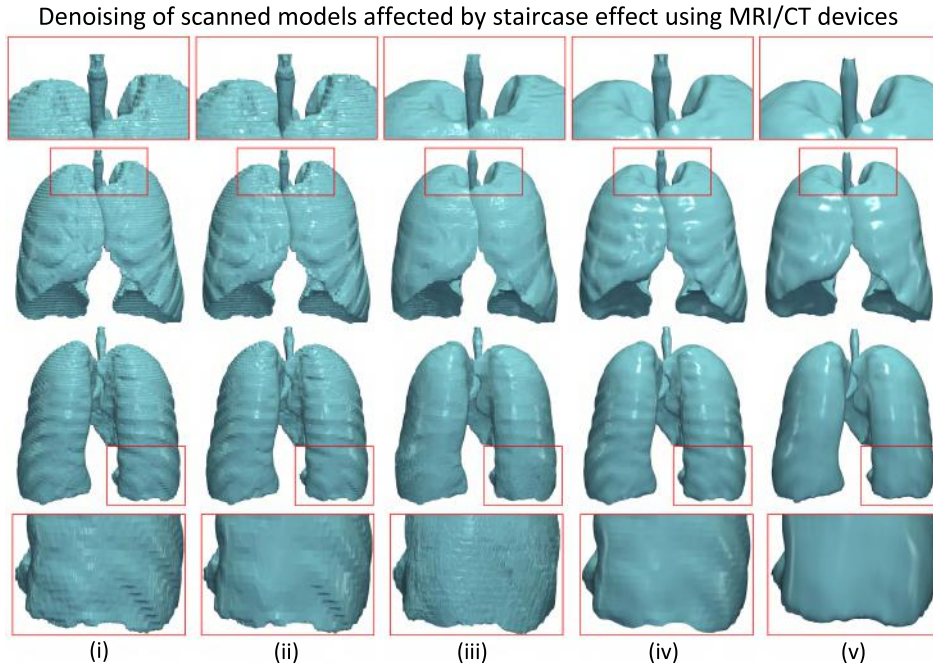 Denoising of scanned models affected by staircase effect using MRI/CT devices
(i) (ii) (iii) (iv) (v)